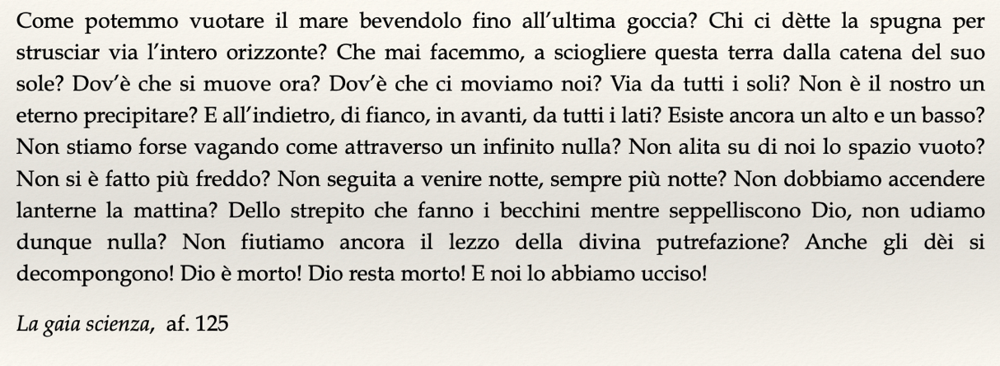 Come potemmo vuotare il mare bevendolo fino all’ultima goccia? Chi ci dètte la spugna per
strusciar via l’intero orizzonte? Che mai facemmo, a sciogliere questa terra dalla catena del suo
sole? Dov’è che si muove ora? Dov’è che ci moviamo noi? Via da tutti i soli? Non è il nostro un
eterno precipitare? E all’indietro, di fianco, in avanti, da tutti i lati? Esiste ancora un alto e un basso?
Non stiamo forse vagando come attraverso un infinito nulla? Non alita su di noi lo spazio vuoto?
Non si è fatto più freddo? Non seguita a venire notte, sempre più notte? Non dobbiamo accendere
lanterne la mattina? Dello strepito che fanno i becchini mentre seppelliscono Dio, non udiamo
dunque nulla? Non fiutiamo ancora il lezzo della divina putrefazione? Anche gli dèi si
decompongono! Dio è morto! Dio resta morto! E noi lo abbiamo ucciso!
La gaia scienza, af. 125